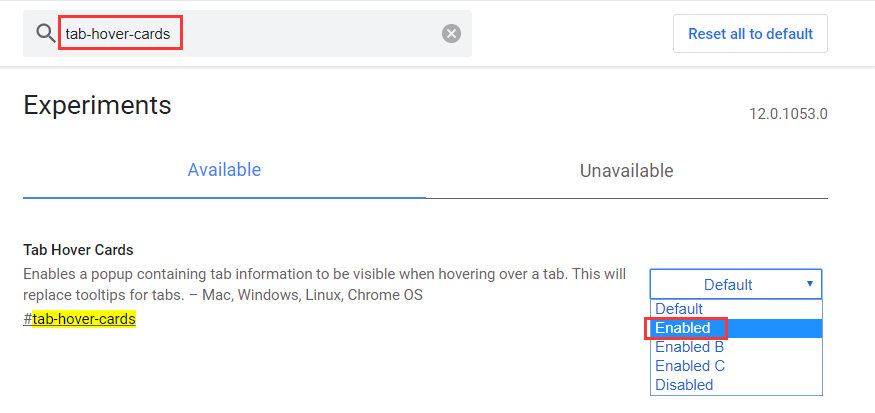 tab-hover-cards
Reset all to default
Experiments
12.0.1053.0
Available
Unavailable
Tab Hover Cards
Enables a popup containing tab information to be visible when hovering over a tab. This will
replace tooltips for tabs. – Mac, Windows, Linux, Chrome OS
#tab-hover-cards
Default
Default
Enabled
Enabled B
Enabled C
Disabled